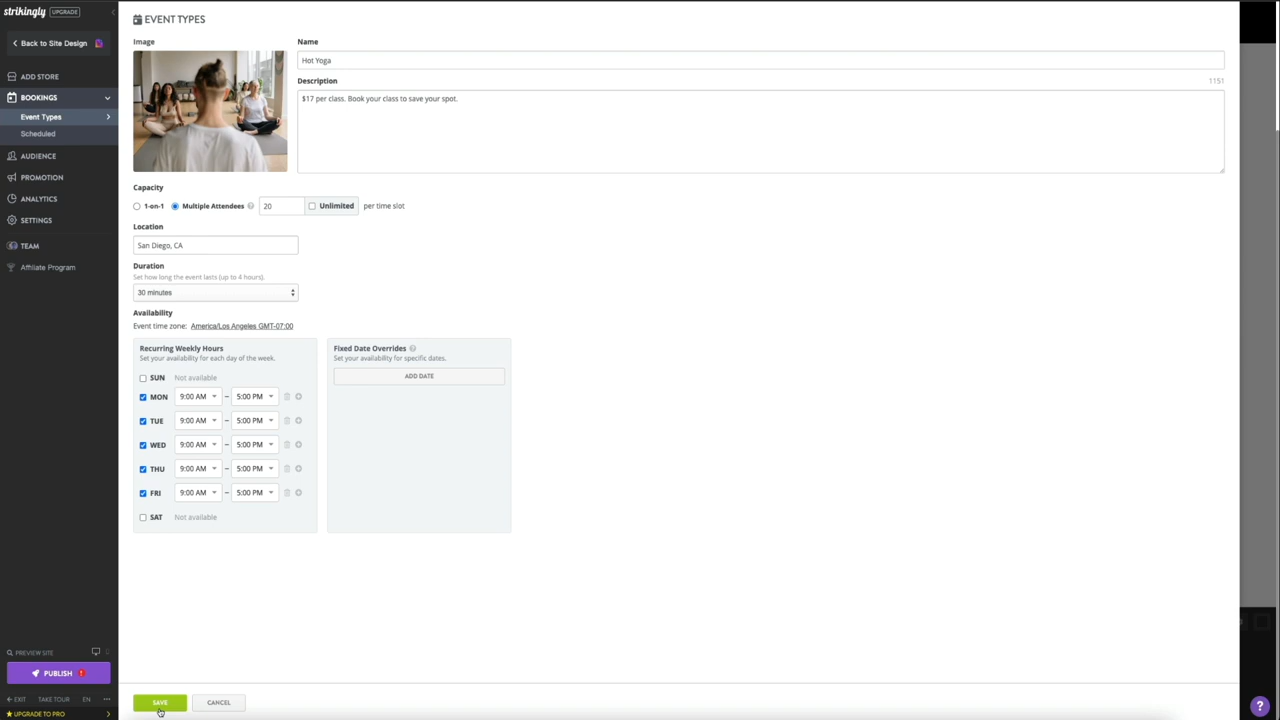 strikingly UPGRADE
Back to Site Design
ADD STORE
BOOKINGS
Event Types
Scheduled
AUDIENCE
PROMOTION
ANALYTICS
SETTINGS
TEAM
Affiliate Program
PREVIEW SITE
PUBLISH !
EXIT TAKE TOUR EN
UPGRADE TO PRO
EVENT TYPES
Image
Name
Hot Yoga
Description 1151
$17 per class. Book your class to save your spot.
Capacity
1-on-1 Multiple Attendees ? 20 Unlimited per time slot
Location
San Diego, CA
Duration
Set how long the event lasts (up to 4 hours).
30 minutes
Availability
Event time zone: America/Los Angeles GMT-07:00
Recurring Weekly Hours
Set your availability for each day of the week.
SUN Not available
MON 9:00 AM – 5:00 PM
TUE 9:00 AM – 5:00 PM
WED 9:00 AM – 5:00 PM
THU 9:00 AM – 5:00 PM
FRI 9:00 AM – 5:00 PM
SAT Not available
Fixed Date Overrides ?
Set your availability for specific dates.
ADD DATE
SAVE CANCEL
?